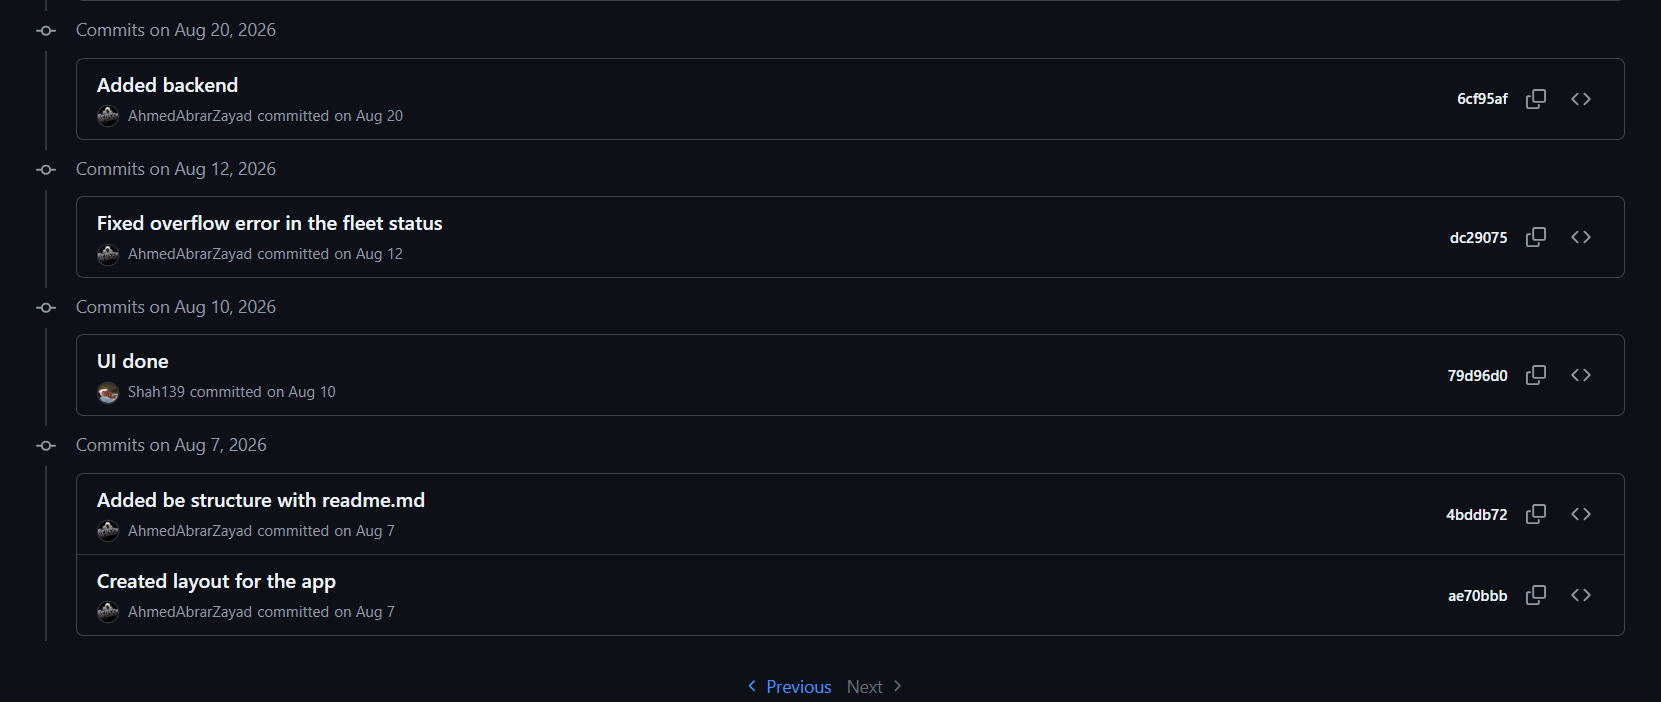 Commits on Aug 20, 2026
Added backend
AhmedAbrarZayad committed on Aug 20
6cf95af
Commits on Aug 12, 2026
Fixed overflow error in the fleet status
AhmedAbrarZayad committed on Aug 12
dc29075
Commits on Aug 10, 2026
UI done
Shah139 committed on Aug 10
79d96d0
Commits on Aug 7, 2026
Added be structure with readme.md
AhmedAbrarZayad committed on Aug 7
4bddb72
Created layout for the app
AhmedAbrarZayad committed on Aug 7
ae70bbb
Previous Next